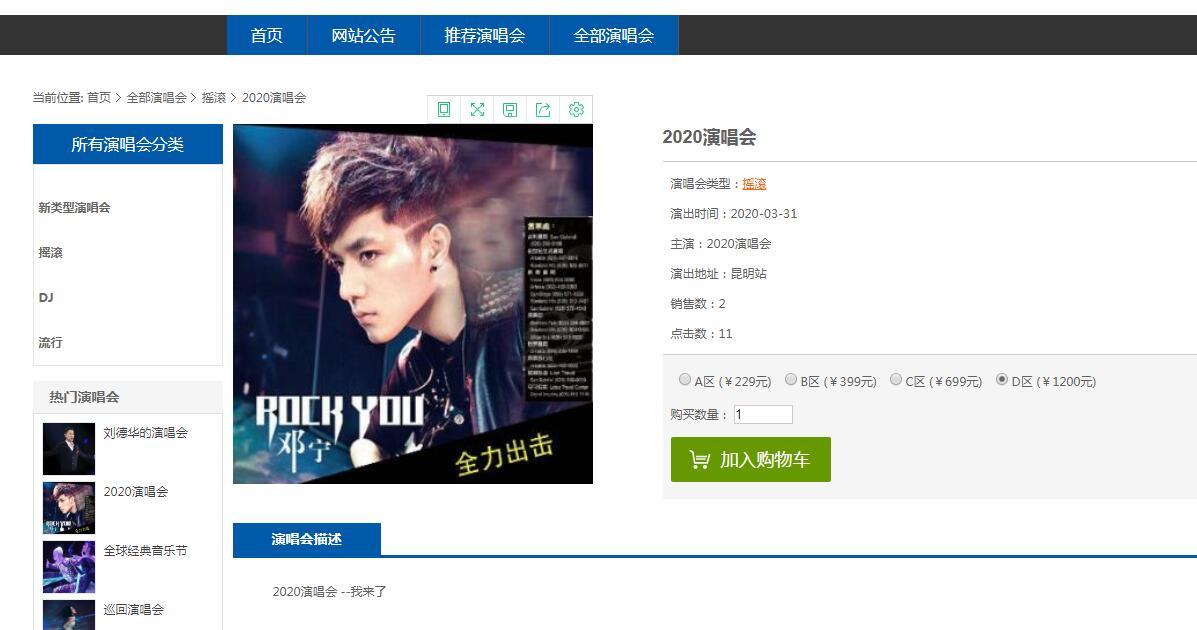 首页 网站公告 推荐演唱会 全部演唱会
当前位置: 首页 > 全部演唱会 > 摇滚 > 2020演唱会
所有演唱会分类
新类型演唱会
摇滚
DJ
流行
热门演唱会
刘德华的演唱会
2020演唱会
全球经典音乐节
巡回演唱会
ROCK YOU
邓宁
全力出击
2020演唱会
演唱会类型：摇滚
演出时间：2020-03-31
主演：2020演唱会
演出地址：昆明站
销售数：2
点击数：11
A区 (￥229元) B区 (￥399元) C区 (￥699元) D区 (￥1200元)
购买数量： 1
加入购物车
演唱会描述
2020演唱会 --我来了